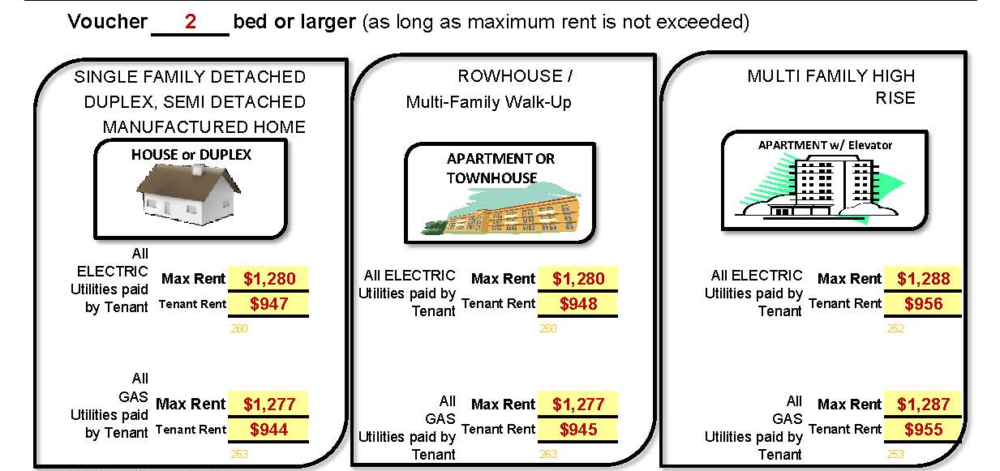 Voucher 2 bed or larger (as long as maximum rent is not exceeded)
SINGLE FAMILY DETACHED
DUPLEX, SEMI DETACHED
MANUFACTURED HOME
HOUSE or DUPLEX
All
ELECTRIC
Utilities paid
by Tenant
Max Rent $1,280
Tenant Rent $947
260
All
GAS
Utilities paid
by Tenant
Max Rent $1,277
Tenant Rent $944
263
ROWHOUSE /
Multi-Family Walk-Up
APARTMENT OR
TOWNHOUSE
All ELECTRIC
Utilities paid by
Tenant
Max Rent $1,280
Tenant Rent $948
260
All
GAS
Utilities paid by
Tenant
Max Rent $1,277
Tenant Rent $945
263
MULTI FAMILY HIGH
RISE
APARTMENT w/ Elevator
All ELECTRIC
Utilities paid by
Tenant
Max Rent $1,288
Tenant Rent $956
252
All
GAS
Utilities paid by
Tenant
Max Rent $1,287
Tenant Rent $955
253